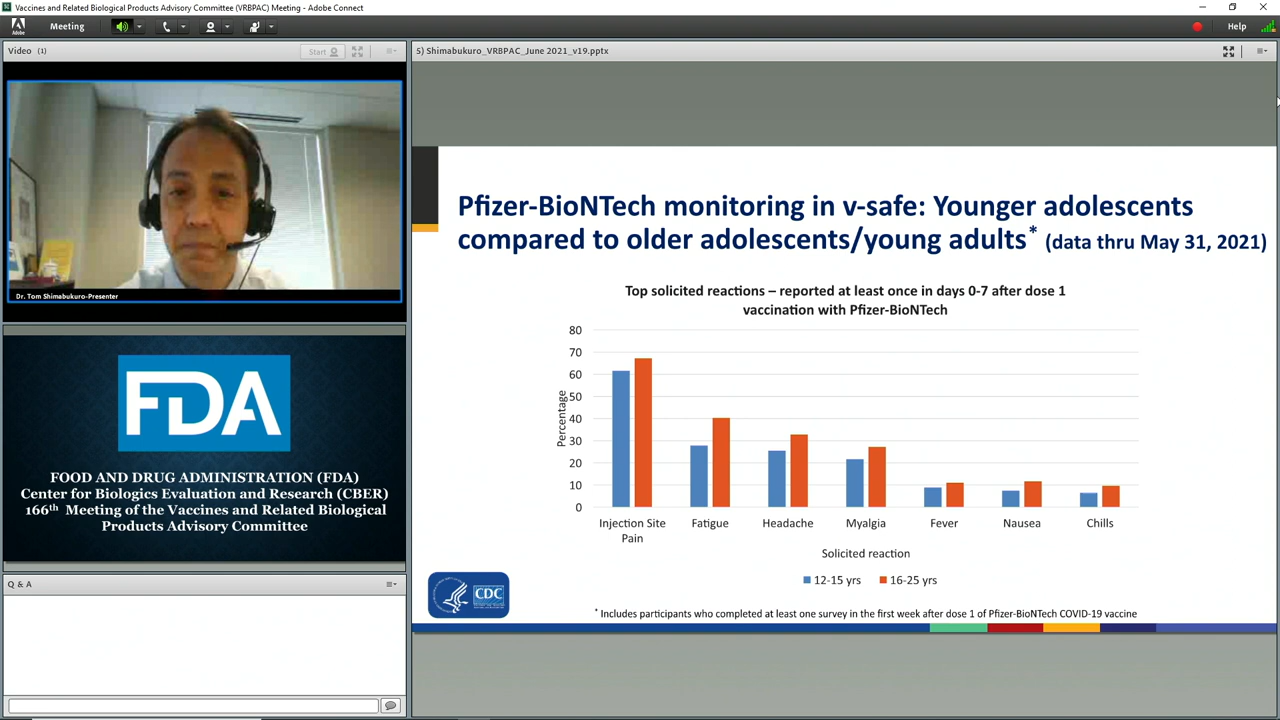 Vaccines and Related Biological Products Advisory Committee (VRBPAC) Meeting - Adobe Connect
Adobe
Meeting
Help
Video (1)
Start
Dr. Tom Shimabukuro-Presenter
FDA
FOOD AND DRUG ADMINISTRATION (FDA)
Center for Biologics Evaluation and Research (CBER)
166th Meeting of the Vaccines and Related Biological
Products Advisory Committee
Q & A
5) Shimabukuro_VRBPAC_June 2021_v19.pptx
Pfizer-BioNTech monitoring in v-safe: Younger adolescents
compared to older adolescents/young adults* (data thru May 31, 2021)
Top solicited reactions – reported at least once in days 0-7 after dose 1
vaccination with Pfizer-BioNTech
Percentage
80
70
60
50
40
30
20
10
0
Injection Site Pain
Fatigue
Headache
Myalgia
Fever
Nausea
Chills
Solicited reaction
12-15 yrs
16-25 yrs
CDC
* Includes participants who completed at least one survey in the first week after dose 1 of Pfizer-BioNTech COVID-19 vaccine